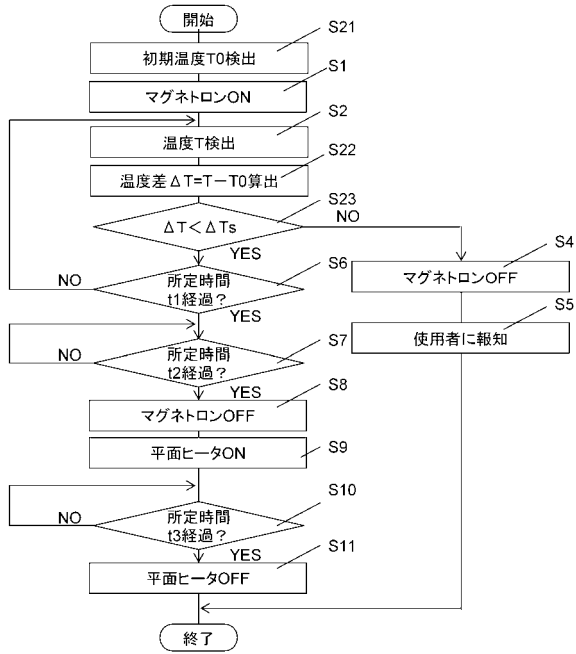 開始
S21
初期温度T0検出
S1
マグネトロンON
S2
温度T検出
S22
温度差ΔT=T－T0算出
S23
ΔT＜ΔTs
NO
YES
S4
マグネトロンOFF
S6
NO
所定時間
t1経過？
YES
S5
使用者に報知
S7
所定時間
t2経過？
NO
YES
S8
マグネトロンOFF
S9
平面ヒータON
S10
所定時間
t3経過？
NO
YES
S11
平面ヒータOFF
終了